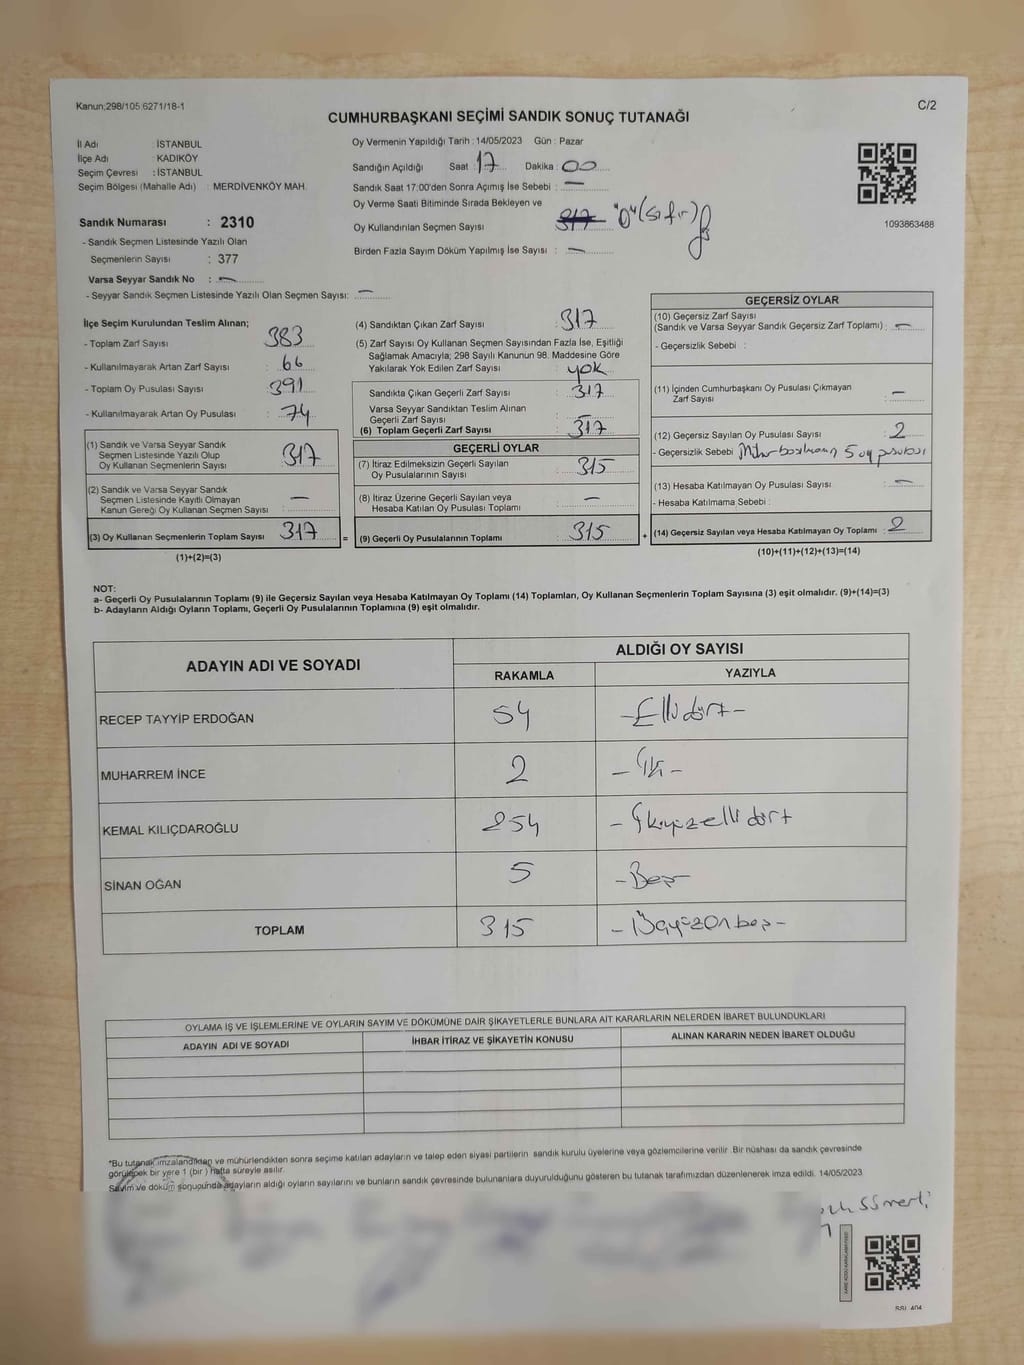 Kanun;298/105 6271/18-1
C/2
CUMHURBAŞKANI SEÇİMİ SANDIK SONUÇ TUTANAĞI
İl Adı : İSTANBUL
İlçe Adı : KADIKÖY
Seçim Çevresi : İSTANBUL
Seçim Bölgesi (Mahalle Adı) : MERDİVENKÖY MAH.
Sandık Numarası : 2310
- Sandık Seçmen Listesinde Yazılı Olan
Seçmenlerin Sayısı : 377
Varsa Seyyar Sandık No : —
- Seyyar Sandık Seçmen Listesinde Yazılı Olan Seçmen Sayısı: —
Oy Vermenin Yapıldığı Tarih : 14/05/2023 Gün : Pazar
Sandığın Açıldığı Saat : 17 Dakika : 00
Sandık Saat 17:00'den Sonra Açımış İse Sebebi : —
Oy Verme Saati Bitiminde Sırada Bekleyen ve
Oy Kullandırılan Seçmen Sayısı : 317 "0" (sıfır)
Birden Fazla Sayım Döküm Yapılmış İse Sayısı : —
1093863488
İlçe Seçim Kurulundan Teslim Alınan;
- Toplam Zarf Sayısı : 383
- Kullanılmayarak Artan Zarf Sayısı : 66
- Toplam Oy Pusulası Sayısı : 391
- Kullanılmayarak Artan Oy Pusulası : 74
(1) Sandık ve Varsa Seyyar Sandık
Seçmen Listesinde Yazılı Olup
Oy Kullanan Seçmenlerin Sayısı : 317
(2) Sandık ve Varsa Seyyar Sandık
Seçmen Listesinde Kayıtlı Olmayan
Kanun Gereği Oy Kullanan Seçmen Sayısı : —
(3) Oy Kullanan Seçmenlerin Toplam Sayısı : 317
(1)+(2)=(3)
(4) Sandıktan Çıkan Zarf Sayısı : 317
(5) Zarf Sayısı Oy Kullanan Seçmen Sayısından Fazla İse, Eşitliği
Sağlamak Amacıyla; 298 Sayılı Kanunun 98. Maddesine Göre
Yakılarak Yok Edilen Zarf Sayısı : yok
Sandıkta Çıkan Geçerli Zarf Sayısı : 317
Varsa Seyyar Sandıktan Teslim Alınan
Geçerli Zarf Sayısı : —
(6) Toplam Geçerli Zarf Sayısı : 317
GEÇERLİ OYLAR
(7) İtiraz Edilmeksizin Geçerli Sayılan
Oy Pusulalarının Sayısı : 315
(8) İtiraz Üzerine Geçerli Sayılan veya
Hesaba Katılan Oy Pusulası Toplamı : —
= (9) Geçerli Oy Pusulalarının Toplamı : 315 +
GEÇERSİZ OYLAR
(10) Geçersiz Zarf Sayısı
(Sandık ve Varsa Seyyar Sandık Geçersiz Zarf Toplamı) : —
- Geçersizlik Sebebi :
(11) İçinden Cumhurbaşkanı Oy Pusulası Çıkmayan
Zarf Sayısı : —
(12) Geçersiz Sayılan Oy Pusulası Sayısı : 2
- Geçersizlik Sebebi oy pusulası
(13) Hesaba Katılmayan Oy Pusulası Sayısı : —
- Hesaba Katılmama Sebebi :
(14) Geçersiz Sayılan veya Hesaba Katılmayan Oy Toplamı : 2
(10)+(11)+(12)+(13)=(14)
NOT:
a- Geçerli Oy Pusulalarının Toplamı (9) ile Geçersiz Sayılan veya Hesaba Katılmayan Oy Toplamı (14) Toplamları, Oy Kullanan Seçmenlerin Toplam Sayısına (3) eşit olmalıdır. (9)+(14)=(3)
b- Adayların Aldığı Oyların Toplamı, Geçerli Oy Pusulalarının Toplamına (9) eşit olmalıdır.
ADAYIN ADI VE SOYADI
ALDIĞI OY SAYISI
RAKAMLA YAZIYLA
RECEP TAYYİP ERDOĞAN 54 -Ellidört-
MUHARREM İNCE 2 -İki-
KEMAL KILIÇDAROĞLU 254 -İkiyüzellidört
SİNAN OĞAN 5 -Beş-
TOPLAM 315 -Üçyüzonbeş-
OYLAMA İŞ VE İŞLEMLERİNE VE OYLARIN SAYIM VE DÖKÜMÜNE DAİR ŞİKAYETLERLE BUNLARA AİT KARARLARIN NELERDEN İBARET BULUNDUKLARI
ADAYIN ADI VE SOYADI İHBAR İTİRAZ VE ŞİKAYETİN KONUSU ALINAN KARARIN NEDEN İBARET OLDUĞU
*Bu tutanak imzalandıktan ve mühürlendikten sonra seçime katılan adayların ve talep eden siyasi partilerin sandık kurulu üyelerine veya gözlemcilerine verilir. Bir nüshası da sandık çevresinde
görülecek bir yere 1 (bir) hafta süreyle asılır.
Sayım ve döküm sonucunda adayların aldığı oyların sayılarını ve bunların sandık çevresinde bulunanlara duyurulduğunu gösteren bu tutanak tarafımızdan düzenlenerek imza edildi. 14/05/2023